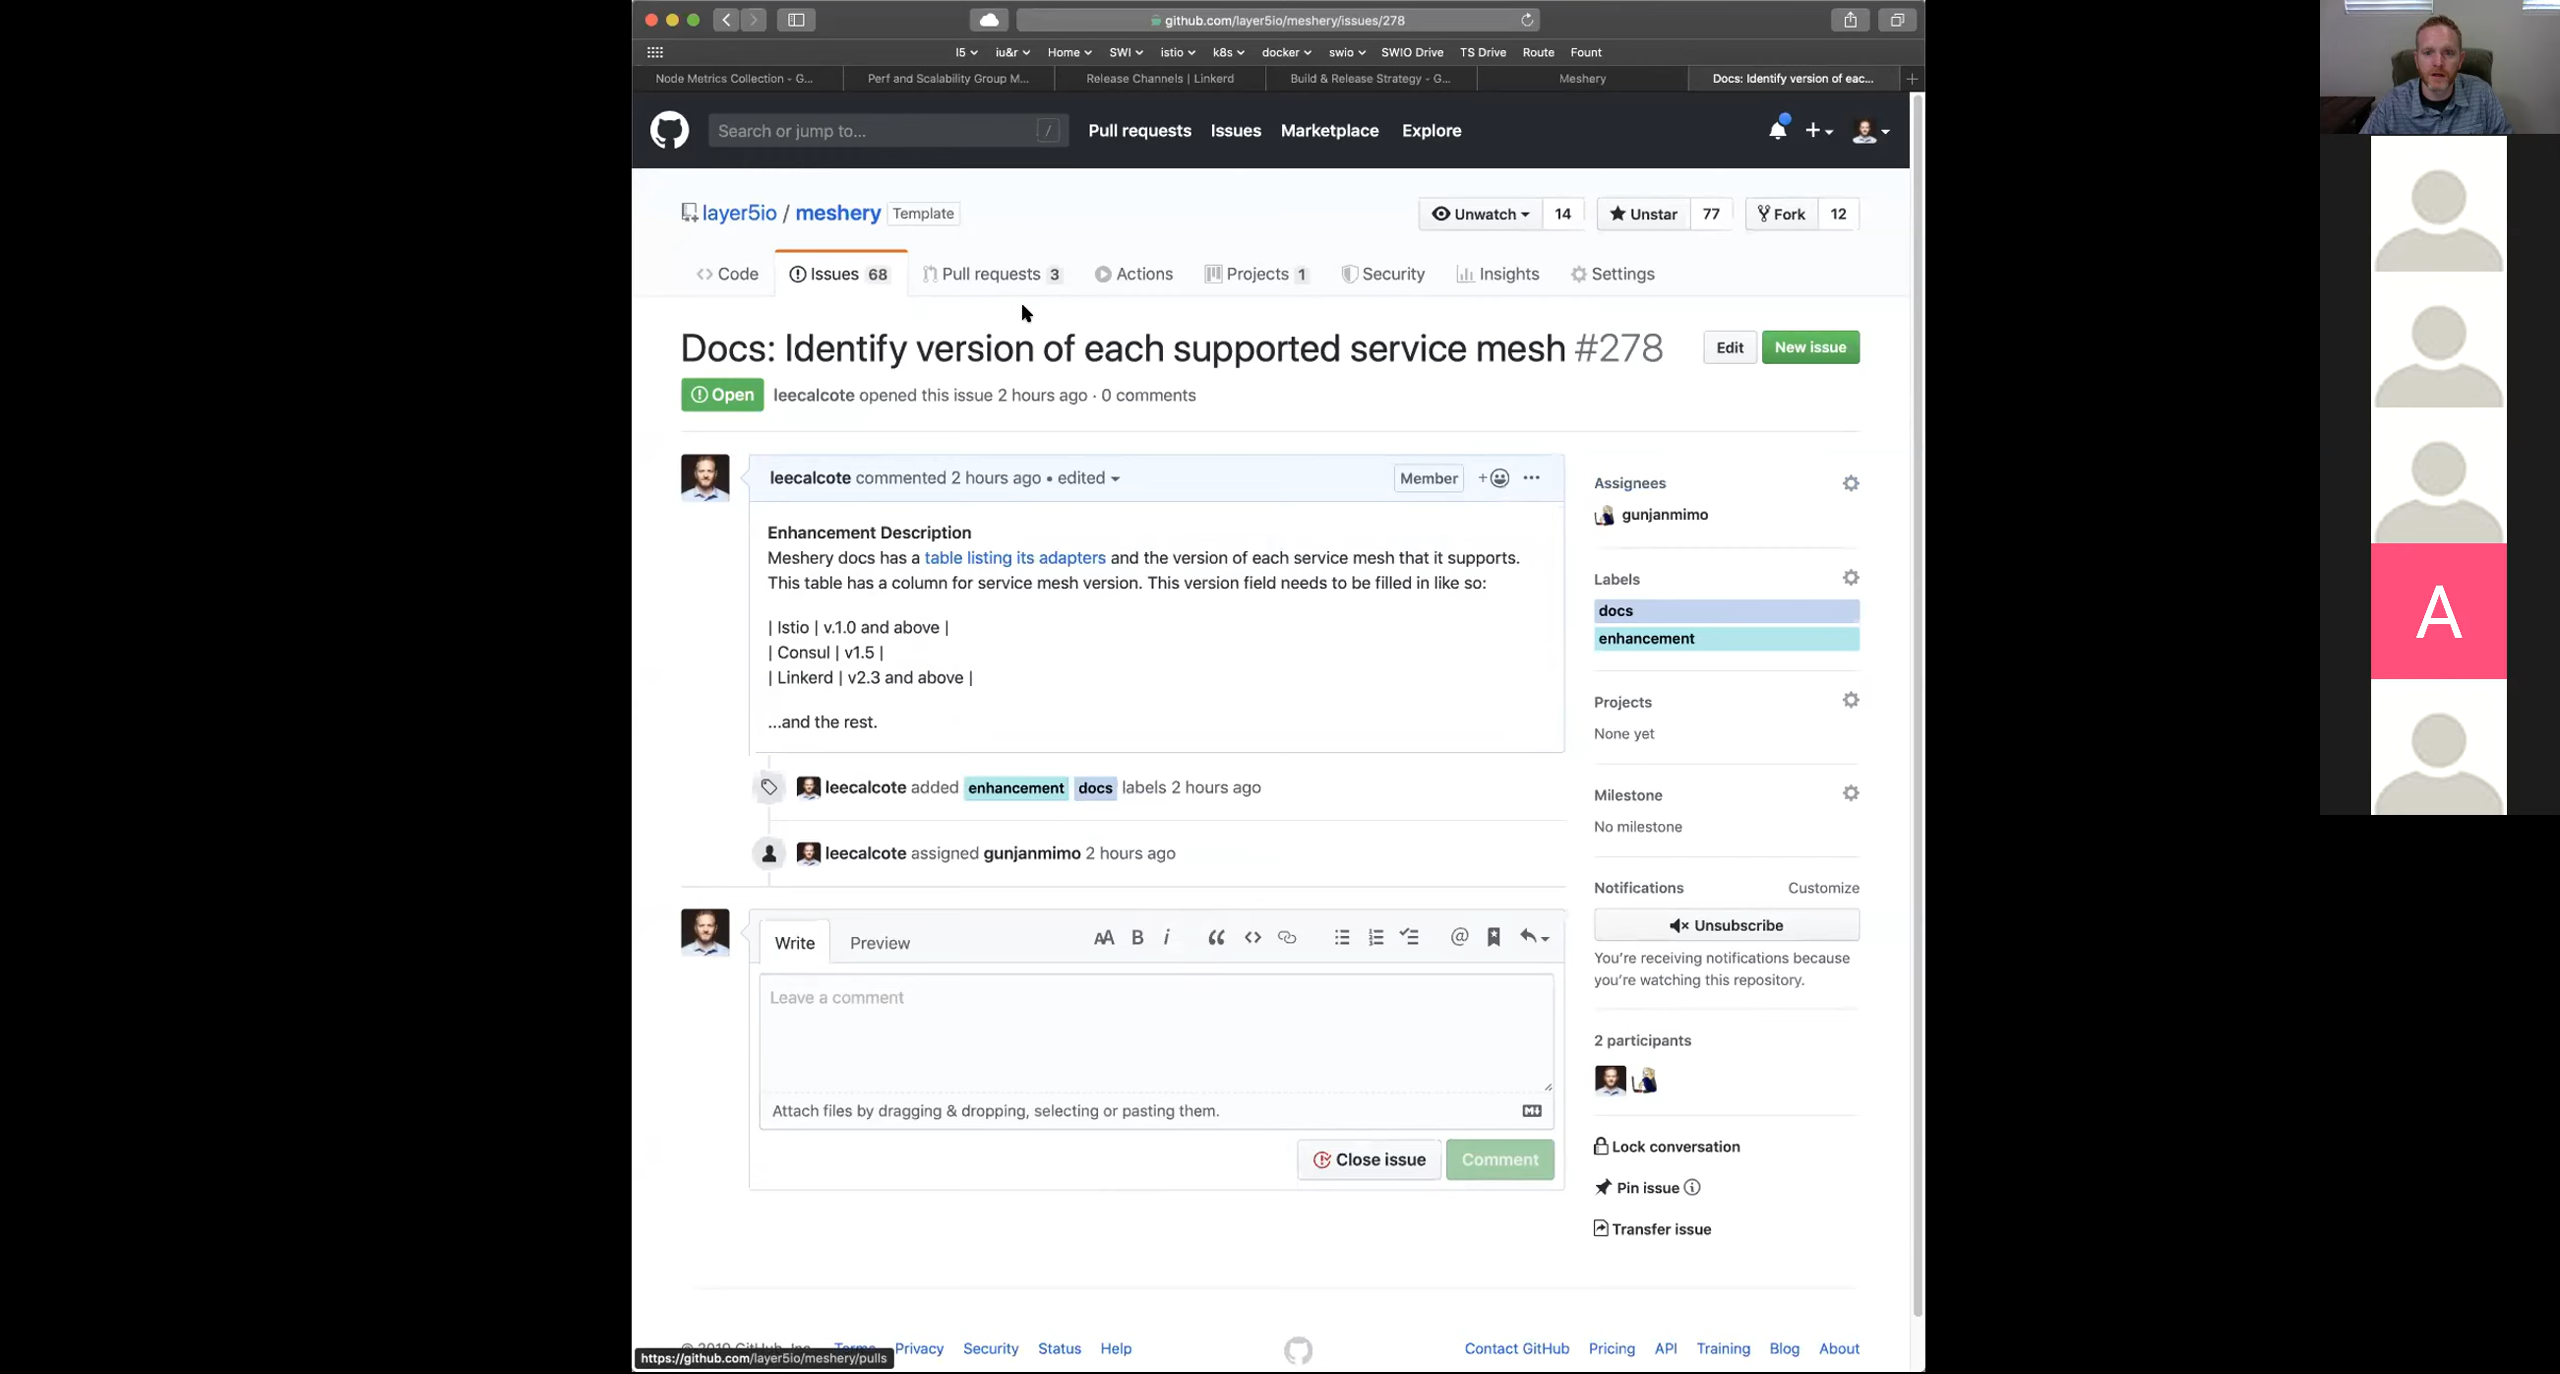 github.com/layer5io/meshery/issues/278
l5 iu&r Home SWI istio k8s docker swio SWIO Drive TS Drive Route Fount
Node Metrics Collection - G... Perf and Scalability Group M... Release Channels | Linkerd Build & Release Strategy - G... Meshery Docs: Identify version of eac...
Search or jump to... / Pull requests Issues Marketplace Explore
layer5io / meshery Template Unwatch 14 Unstar 77 Fork 12
Code Issues 68 Pull requests 3 Actions Projects 1 Security Insights Settings
Docs: Identify version of each supported service mesh #278 Edit New issue
Open leecalcote opened this issue 2 hours ago · 0 comments
leecalcote commented 2 hours ago • edited Member
Enhancement Description
Meshery docs has a table listing its adapters and the version of each service mesh that it supports.
This table has a column for service mesh version. This version field needs to be filled in like so:
| Istio | v.1.0 and above |
| Consul | v1.5 |
| Linkerd | v2.3 and above |
...and the rest.
leecalcote added enhancement docs labels 2 hours ago
leecalcote assigned gunjanmimo 2 hours ago
Write Preview
Leave a comment
Attach files by dragging & dropping, selecting or pasting them.
Close issue Comment
Assignees
gunjanmimo
Labels
docs
enhancement
Projects
None yet
Milestone
No milestone
Notifications Customize
Unsubscribe
You're receiving notifications because
you're watching this repository.
2 participants
Lock conversation
Pin issue
Transfer issue
© 2019 GitHub, Inc. Terms Privacy Security Status Help Contact GitHub Pricing API Training Blog About
https://github.com/layer5io/meshery/pulls
A